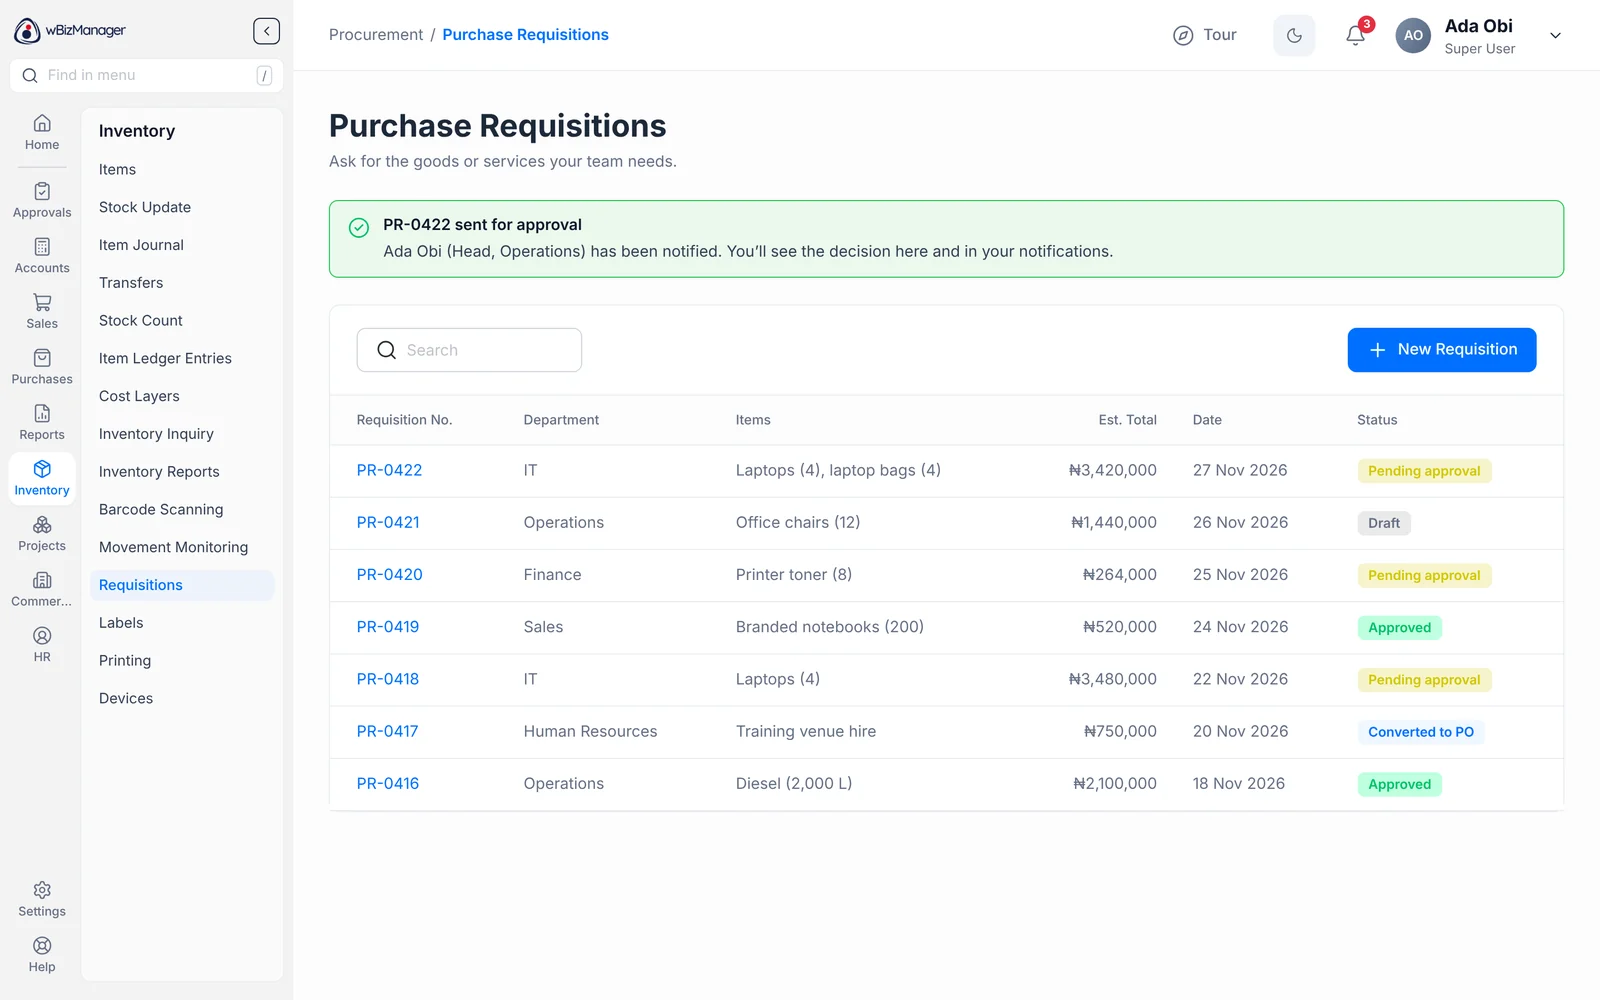 wBizManager
Find in menu /
Home
Approvals
Accounts
Sales
Purchases
Reports
Inventory
Projects
Commer...
HR
Settings
Help
Inventory
Items
Stock Update
Item Journal
Transfers
Stock Count
Item Ledger Entries
Cost Layers
Inventory Inquiry
Inventory Reports
Barcode Scanning
Movement Monitoring
Requisitions
Labels
Printing
Devices
Procurement / Purchase Requisitions
Tour
3
AO
Ada Obi
Super User
Purchase Requisitions
Ask for the goods or services your team needs.
PR-0422 sent for approval
Ada Obi (Head, Operations) has been notified. You’ll see the decision here and in your notifications.
Search
New Requisition
Requisition No. Department Items Est. Total Date Status
PR-0422 IT Laptops (4), laptop bags (4) ₦3,420,000 27 Nov 2026 Pending approval
PR-0421 Operations Office chairs (12) ₦1,440,000 26 Nov 2026 Draft
PR-0420 Finance Printer toner (8) ₦264,000 25 Nov 2026 Pending approval
PR-0419 Sales Branded notebooks (200) ₦520,000 24 Nov 2026 Approved
PR-0418 IT Laptops (4) ₦3,480,000 22 Nov 2026 Pending approval
PR-0417 Human Resources Training venue hire ₦750,000 20 Nov 2026 Converted to PO
PR-0416 Operations Diesel (2,000 L) ₦2,100,000 18 Nov 2026 Approved